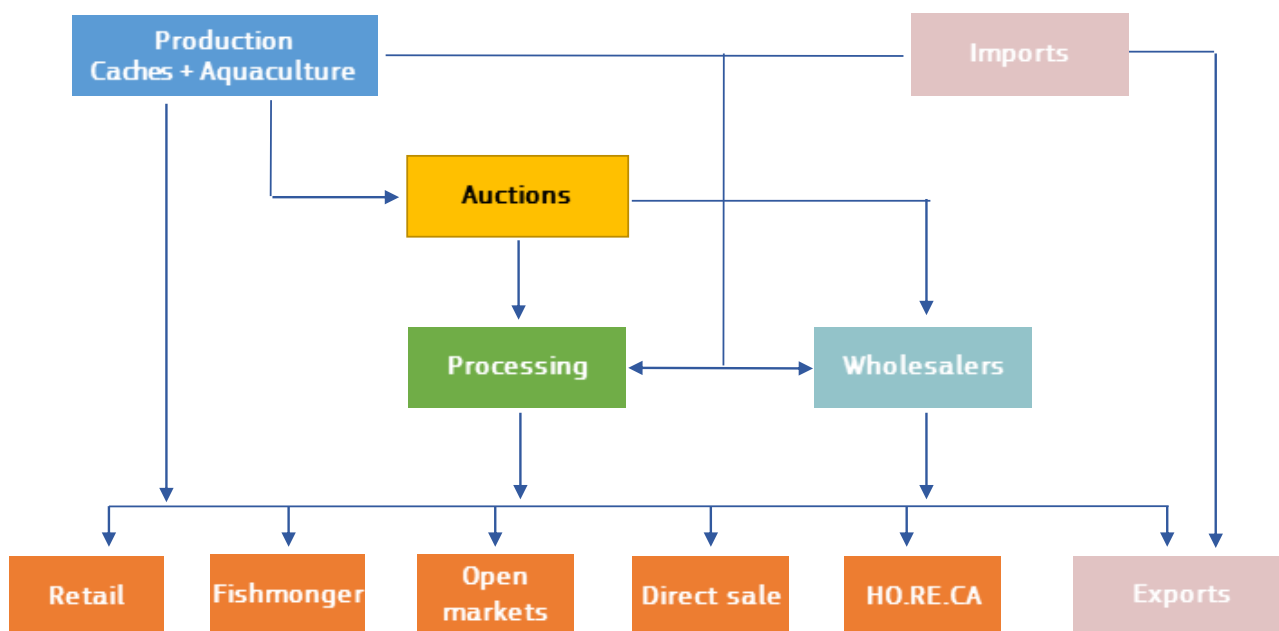 Production
Caches + Aquaculture
Imports
Auctions
Processing
Wholesalers
Retail
Fishmonger
Open
markets
Direct sale
HO.RE.CA
Exports